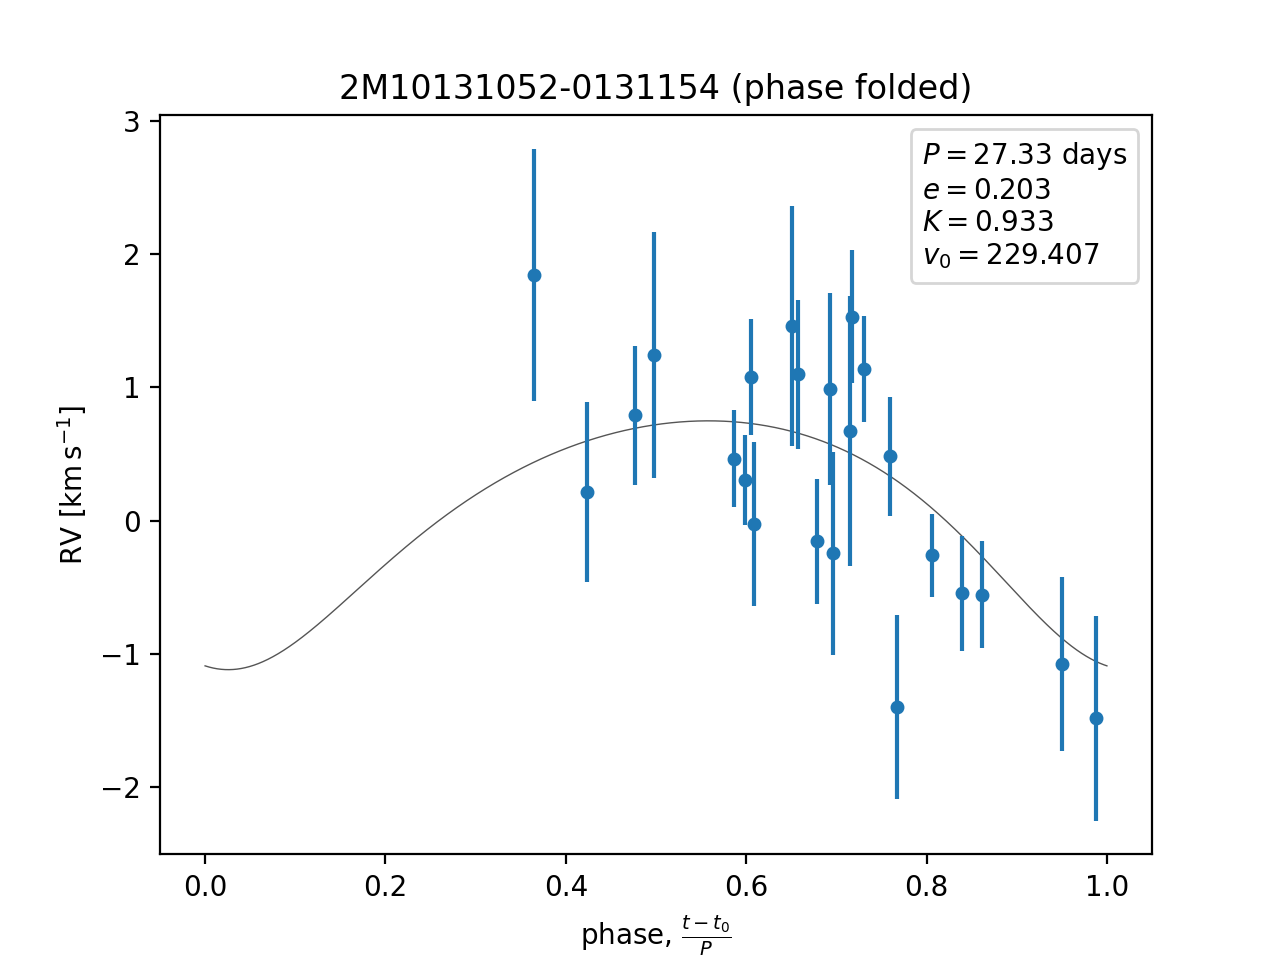 2M10131052-0131154 (phase folded)
P = 27.33 days
e = 0.203
K = 0.933
v₀ = 229.407
RV [km s⁻¹]
3
2
1
0
−1
−2
0.0 0.2 0.4 0.6 0.8 1.0
phase, (t − t₀)/P